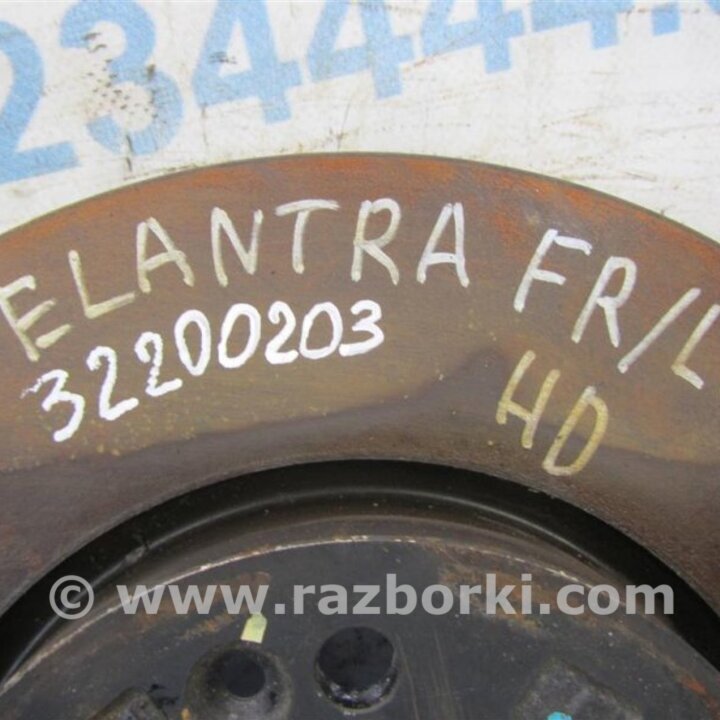 ELANTRA FR/L
32200203
HD
© www.razborki.com